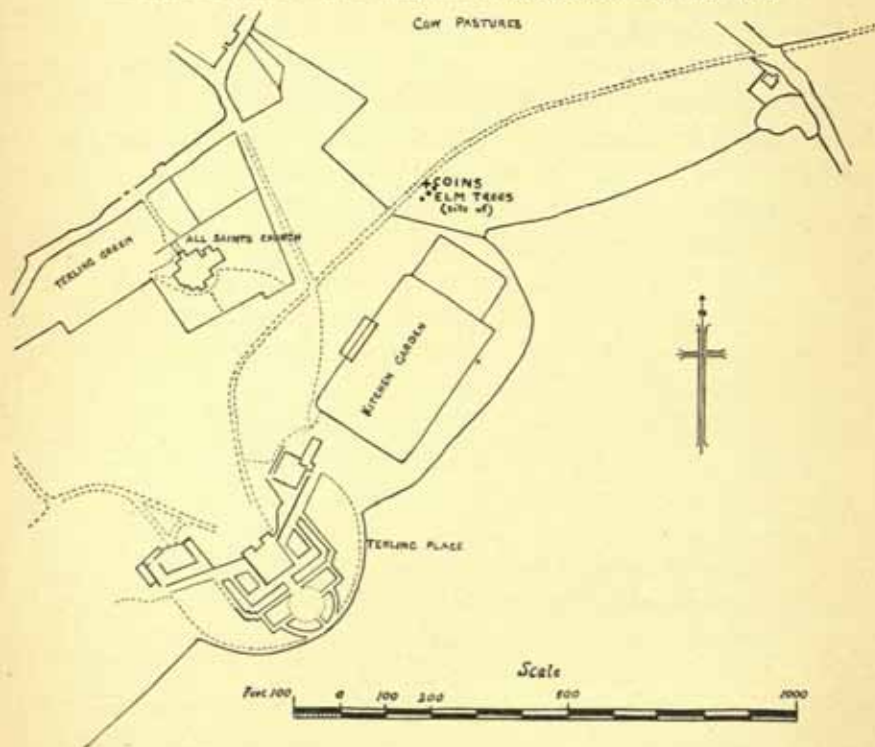 COW PASTURES
COINS
ELM TREES
(site of)
ALL SAINTS CHURCH
TERLING GREEN
KITCHEN GARDEN
TERLING PLACE
Scale
Feet 100 0 100 200 500 1000